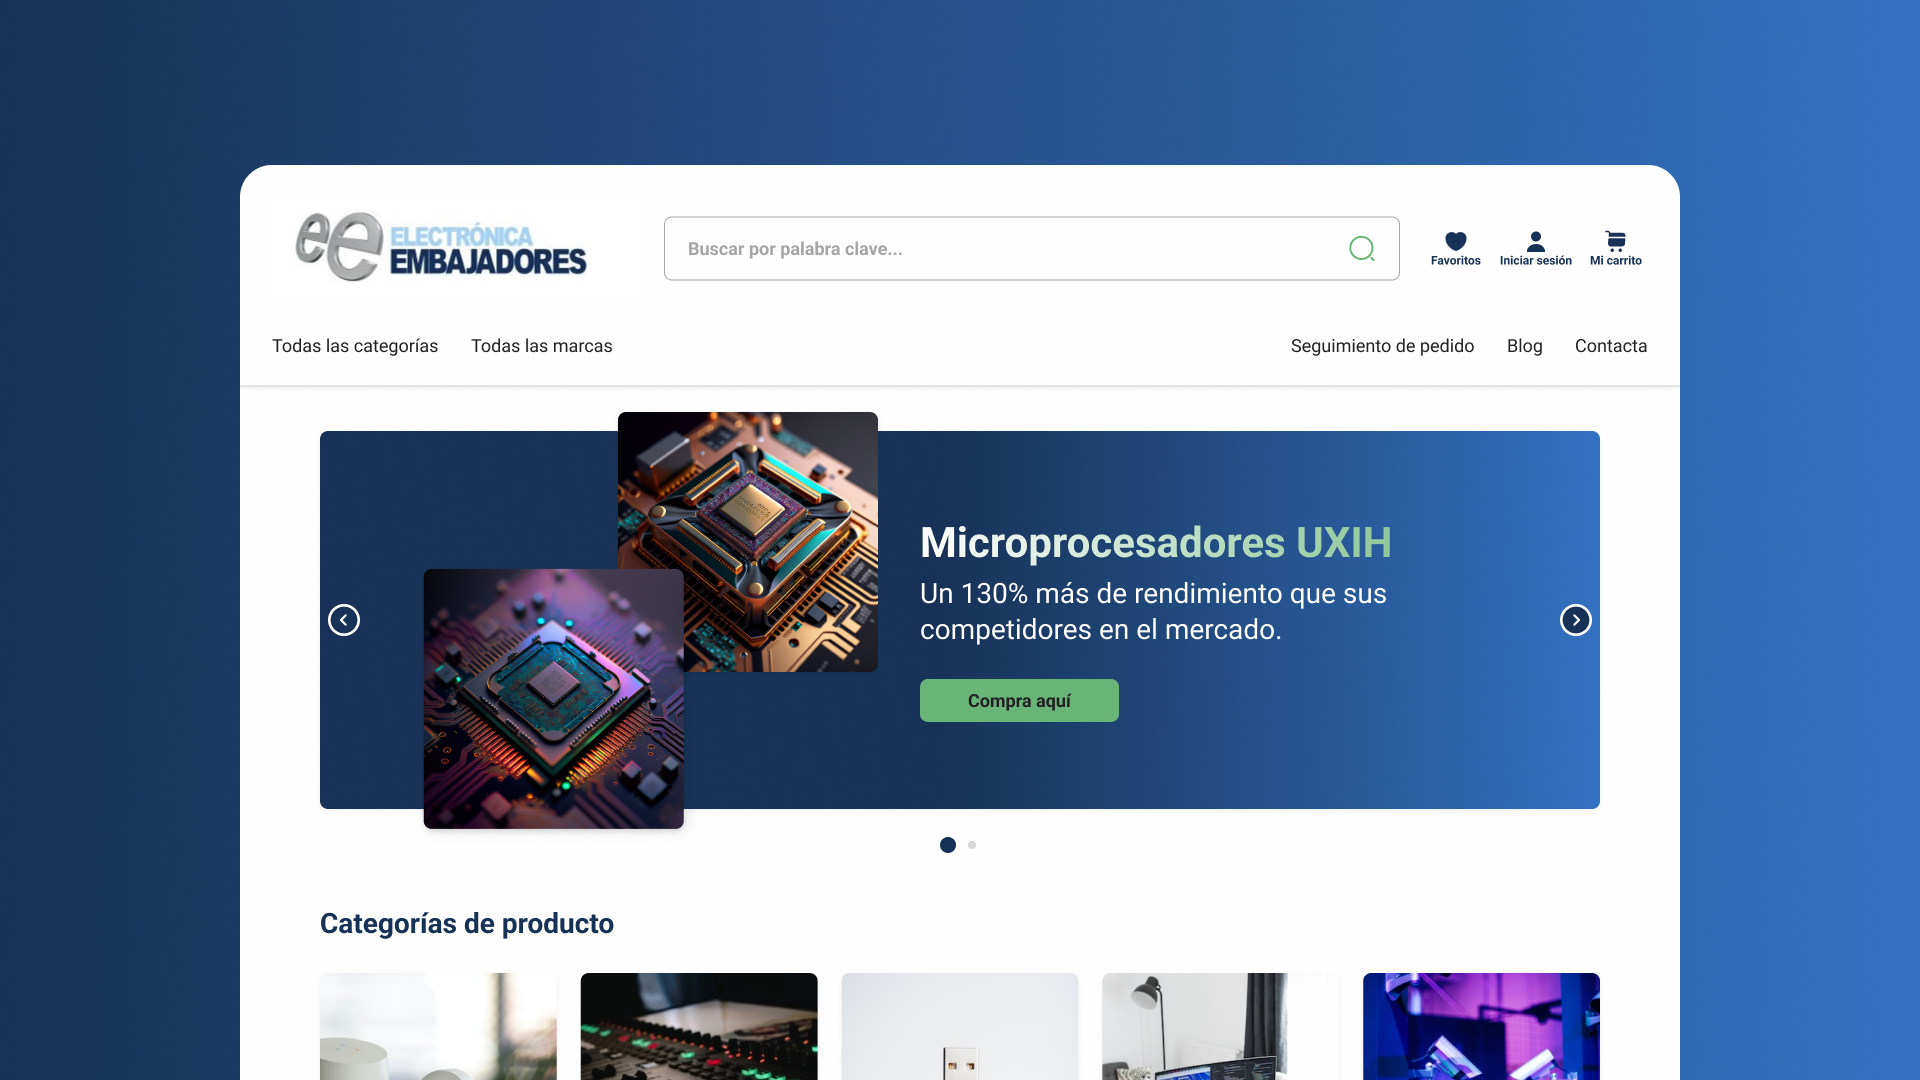 ee ELECTRÓNICA
EMBAJADORES
Buscar por palabra clave...
Favoritos
Iniciar sesión
Mi carrito
Todas las categorías
Todas las marcas
Seguimiento de pedido
Blog
Contacta
Microprocesadores UXIH
Un 130% más de rendimiento que sus
competidores en el mercado.
Compra aquí
Categorías de producto